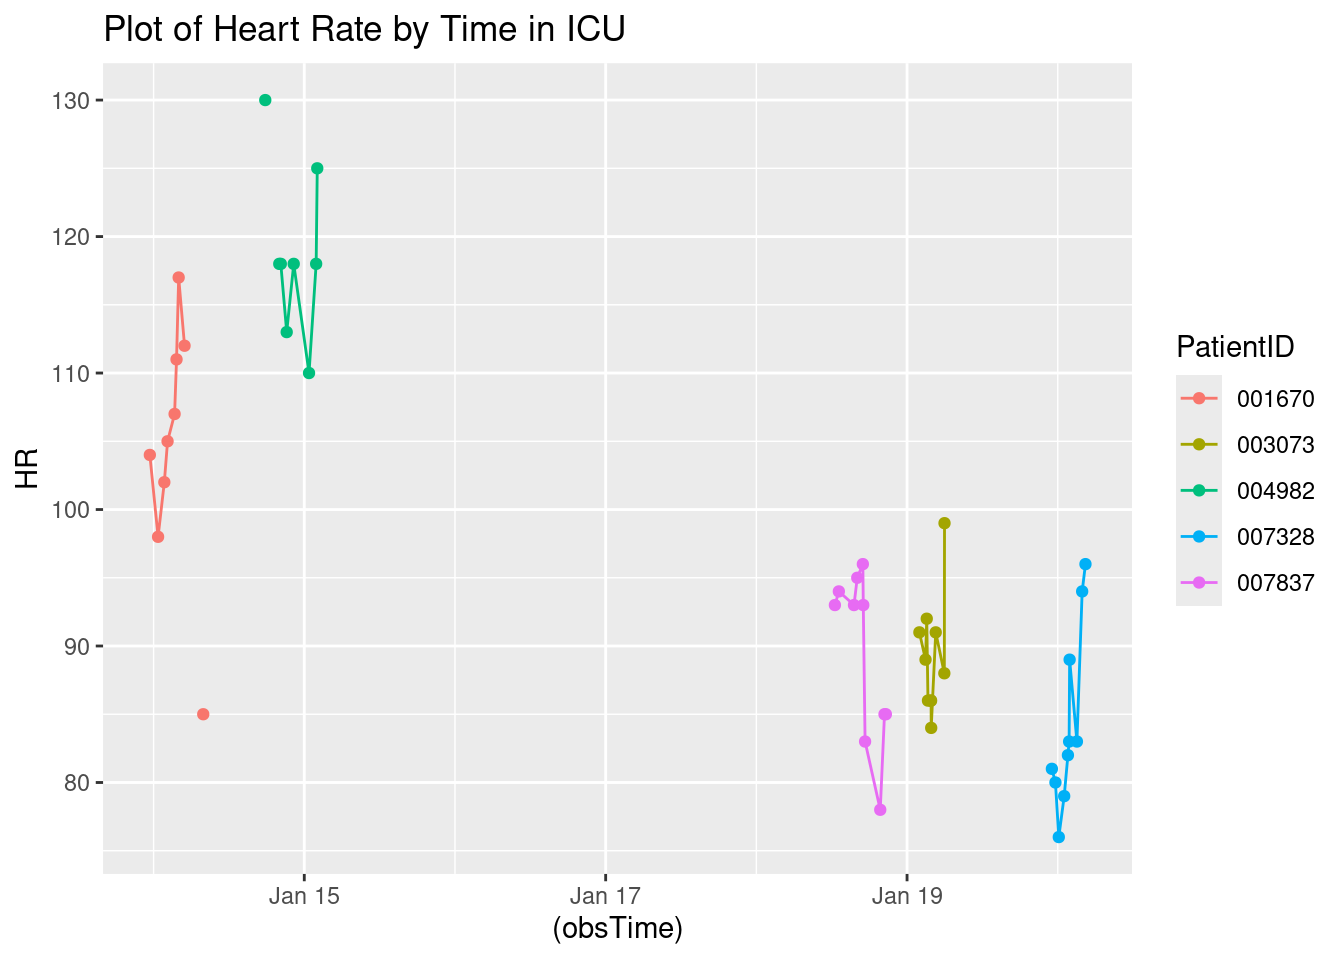 Plot of Heart Rate by Time in ICU
130
120
110
100
90
80
HR
Jan 15
Jan 17
Jan 19
(obsTime)
PatientID
001670
003073
004982
007328
007837